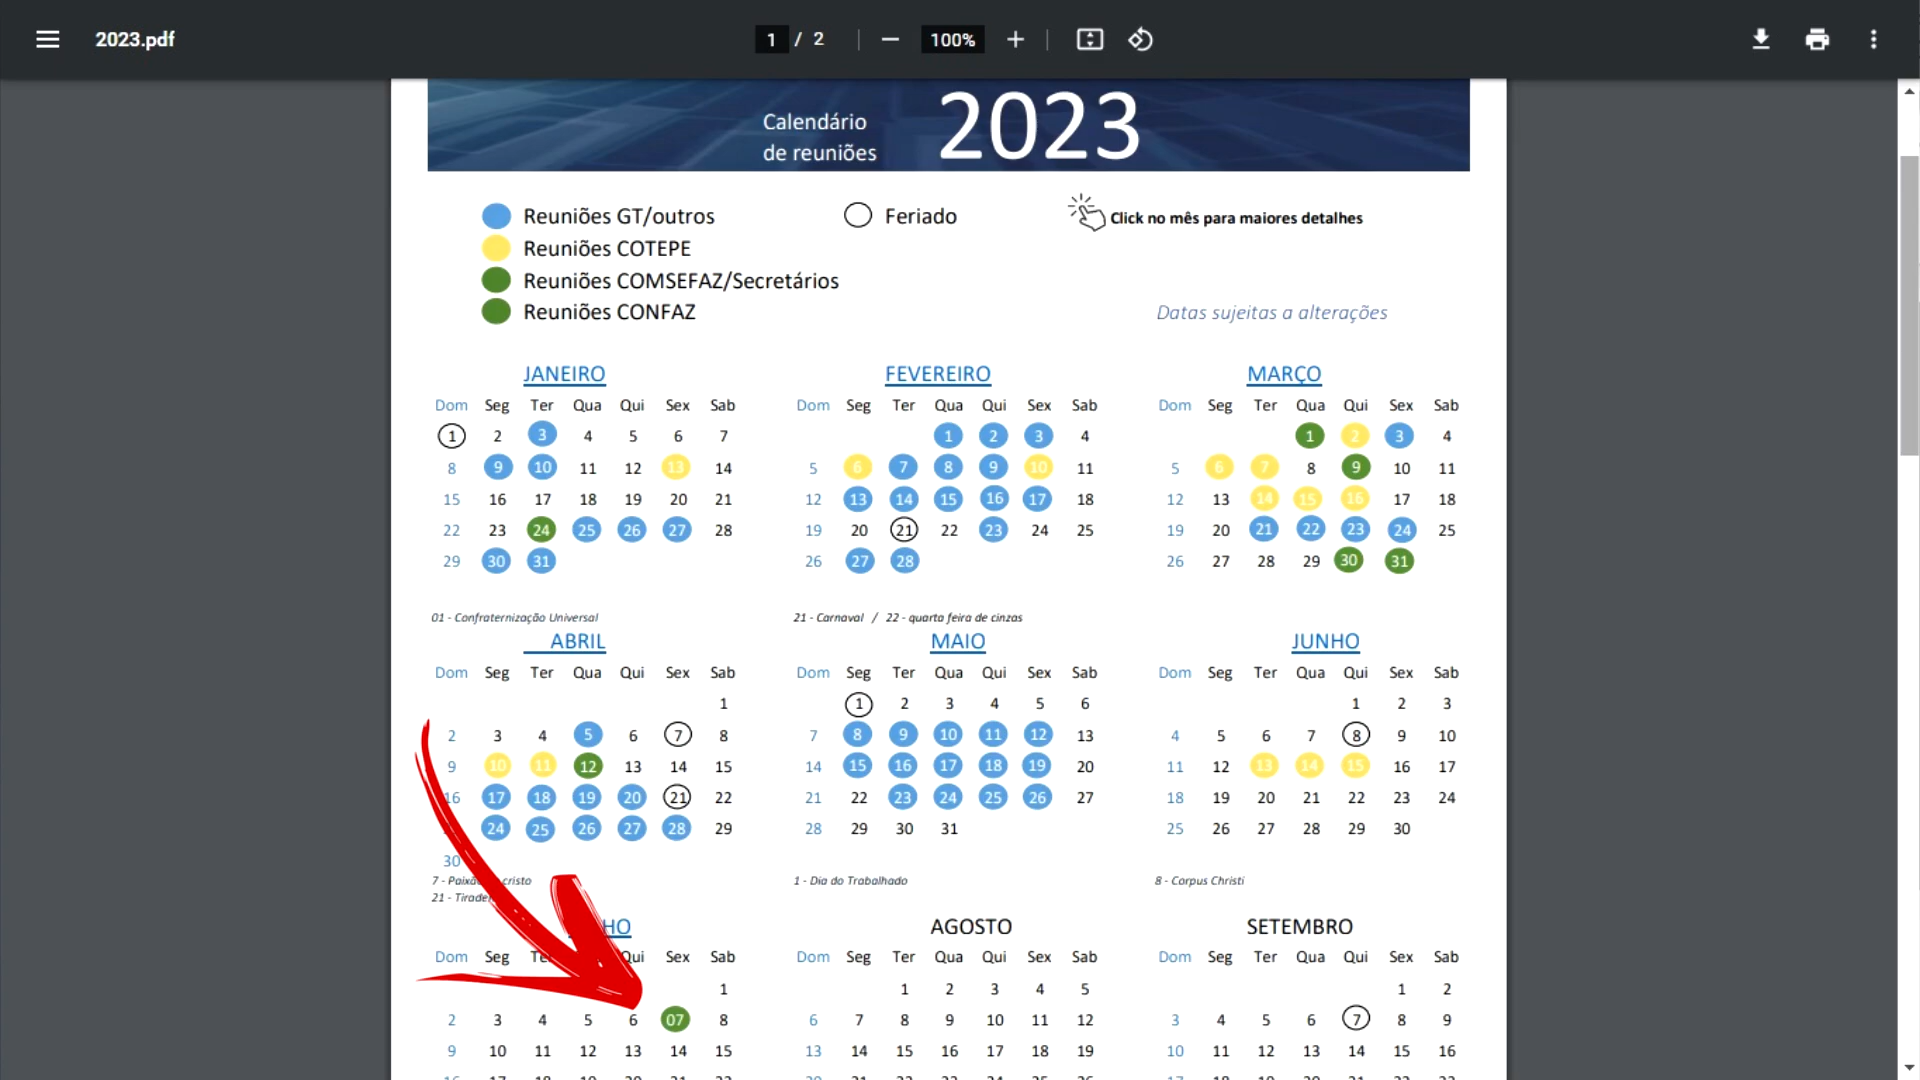 2023.pdf
1 / 2
100%
Calendário
de reuniões
2023
Reuniões GT/outros
Feriado
Click no mês para maiores detalhes
Reuniões COTEPE
Reuniões COMSEFAZ/Secretários
Reuniões CONFAZ
Datas sujeitas a alterações
JANEIRO
Dom Seg Ter Qua Qui Sex Sab
1 2 3 4 5 6 7
8 9 10 11 12 13 14
15 16 17 18 19 20 21
22 23 24 25 26 27 28
29 30 31
01 - Confraternização Universal
FEVEREIRO
Dom Seg Ter Qua Qui Sex Sab
1 2 3 4
5 6 7 8 9 10 11
12 13 14 15 16 17 18
19 20 21 22 23 24 25
26 27 28
21 - Carnaval / 22 - quarta feira de cinzas
MARÇO
Dom Seg Ter Qua Qui Sex Sab
1 2 3 4
5 6 7 8 9 10 11
12 13 14 15 16 17 18
19 20 21 22 23 24 25
26 27 28 29 30 31
ABRIL
Dom Seg Ter Qua Qui Sex Sab
1
2 3 4 5 6 7 8
9 10 11 12 13 14 15
16 17 18 19 20 21 22
24 25 26 27 28 29
30
7 - cristo
21 -
MAIO
Dom Seg Ter Qua Qui Sex Sab
1 2 3 4 5 6
7 8 9 10 11 12 13
14 15 16 17 18 19 20
21 22 23 24 25 26 27
28 29 30 31
1 - Dia do Trabalhado
JUNHO
Dom Seg Ter Qua Qui Sex Sab
1 2 3
4 5 6 7 8 9 10
11 12 13 14 15 16 17
18 19 20 21 22 23 24
25 26 27 28 29 30
8 - Corpus Christi
HO
Dom Seg Qui Sex Sab
1
2 3 4 5 6 07 8
9 10 11 12 13 14 15
AGOSTO
Dom Seg Ter Qua Qui Sex Sab
1 2 3 4 5
6 7 8 9 10 11 12
13 14 15 16 17 18 19
SETEMBRO
Dom Seg Ter Qua Qui Sex Sab
1 2
3 4 5 6 7 8 9
10 11 12 13 14 15 16